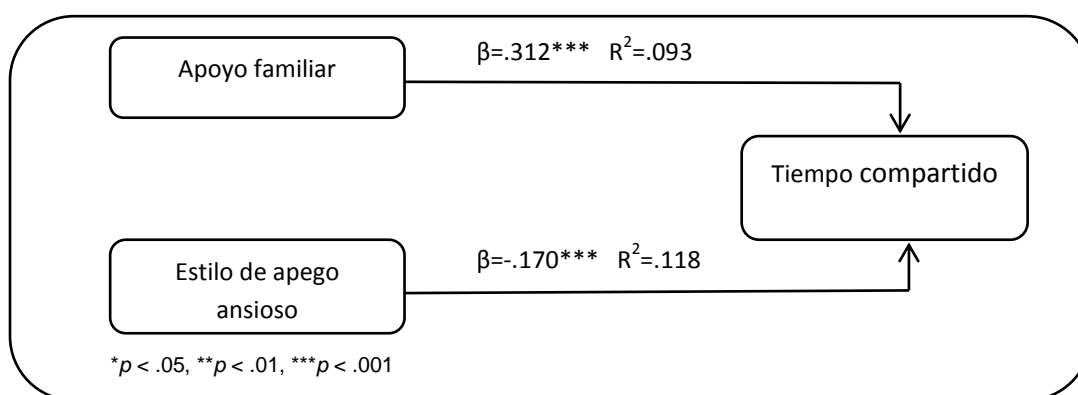 Apoyo familiar
β=.312*** R²=.093
Tiempo compartido
Estilo de apego
ansioso
β=-.170*** R²=.118
*p < .05, **p < .01, ***p < .001